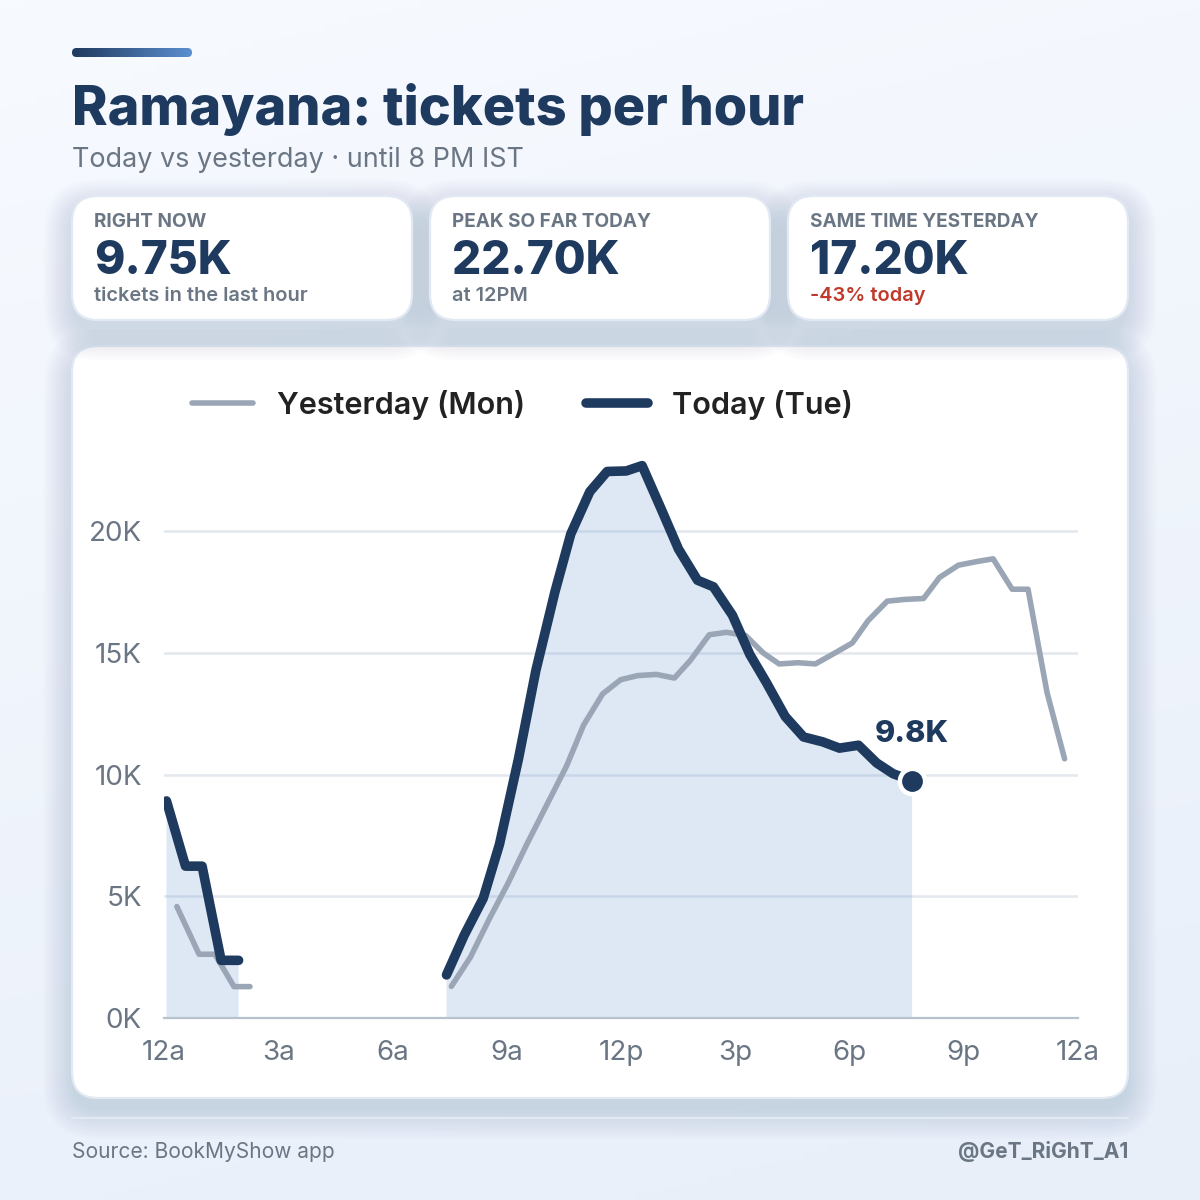 Ramayana: tickets per hour
Today vs yesterday · until 8 PM IST
RIGHT NOW
9.75K
tickets in the last hour
PEAK SO FAR TODAY
22.70K
at 12PM
SAME TIME YESTERDAY
17.20K
-43% today
Yesterday (Mon)
Today (Tue)
20K
15K
10K
5K
0K
9.8K
12a 3a 6a 9a 12p 3p 6p 9p 12a
Source: BookMyShow app
@GeT_RiGhT_A1